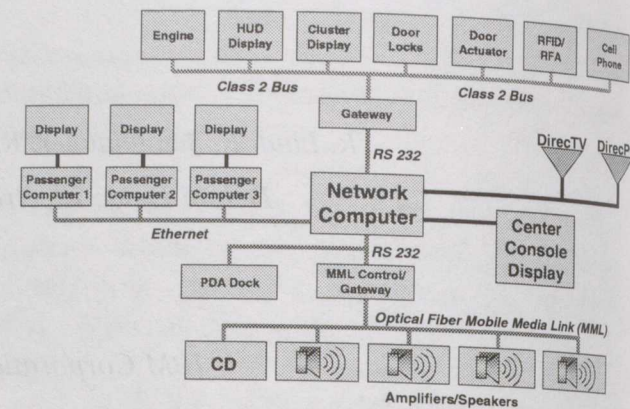 Engine
HUD
Display
Cluster
Display
Door
Locks
Door
Actuator
RFID/
RFA
Cell
Phone
Class 2 Bus
Class 2 Bus
Gateway
Display
Display
Display
RS 232
DirecTV
DirecP
Passenger
Computer 1
Passenger
Computer 2
Passenger
Computer 3
Network
Computer
Ethernet
Center
Console
Display
RS 232
PDA Dock
MML Control/
Gateway
Optical Fiber Mobile Media Link (MML)
CD
Amplifiers/Speakers